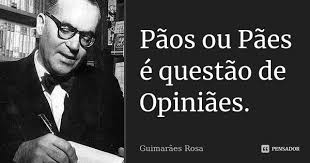 Pãos ou Pães
é questão de
Opiniães.
Guimarães Rosa
PENSADOR